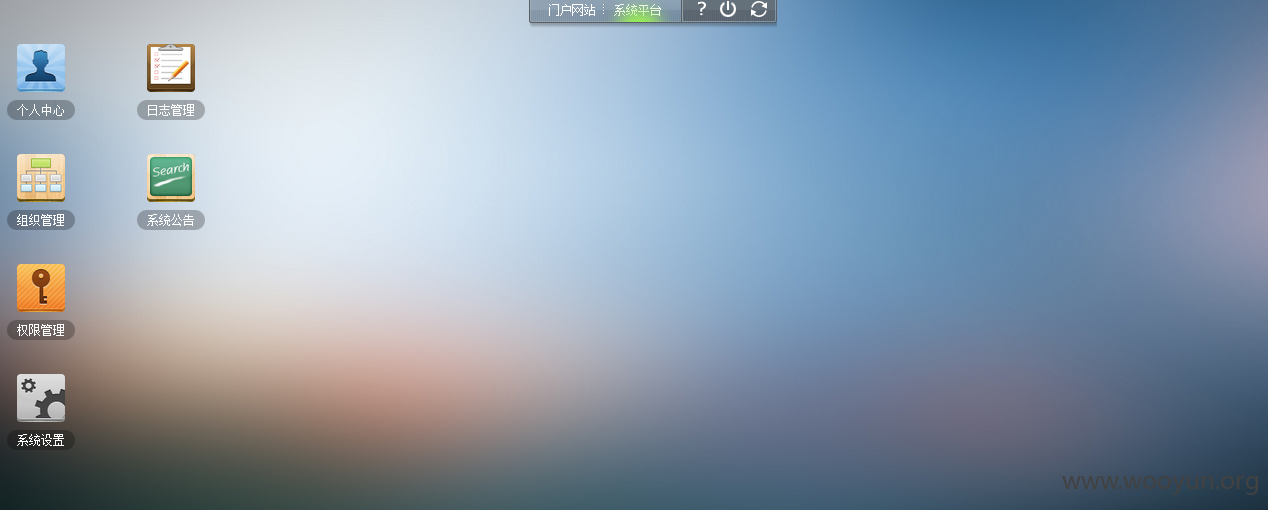 门户网站 系统平台 ?
个人中心 日志管理
Search
组织管理 系统公告
权限管理
系统设置
www.wooyun.org